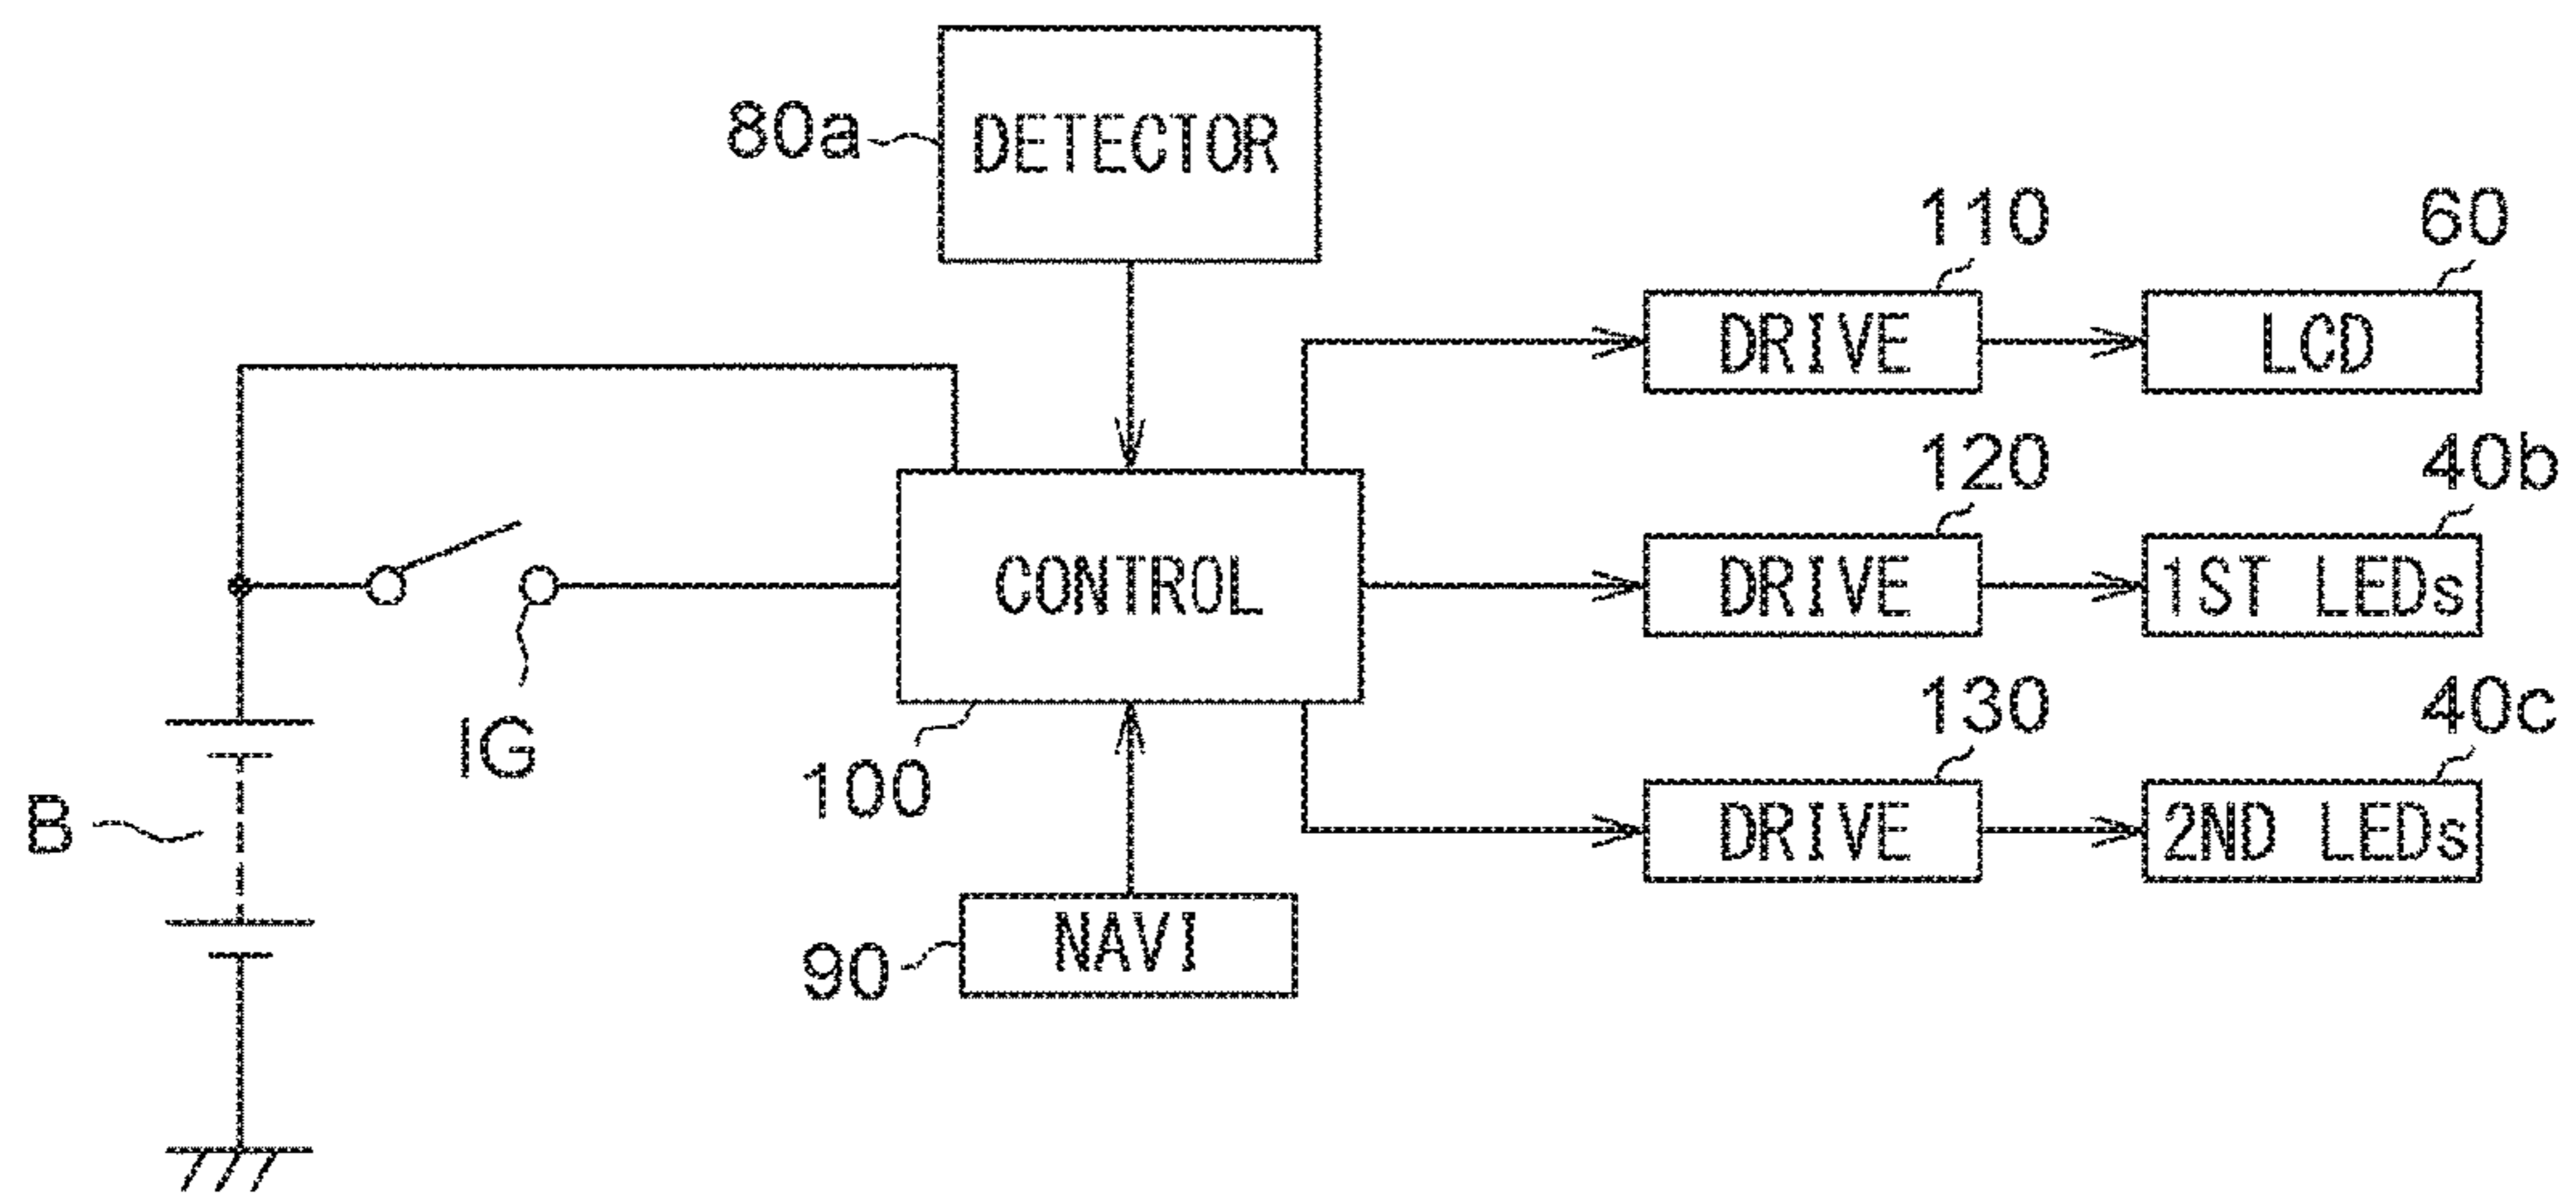 80a
DETECTOR
110
60
DRIVE
LCD
120
40b
CONTROL
DRIVE
1ST LEDs
IG
100
130
40c
B
DRIVE
2ND LEDs
90
NAVI